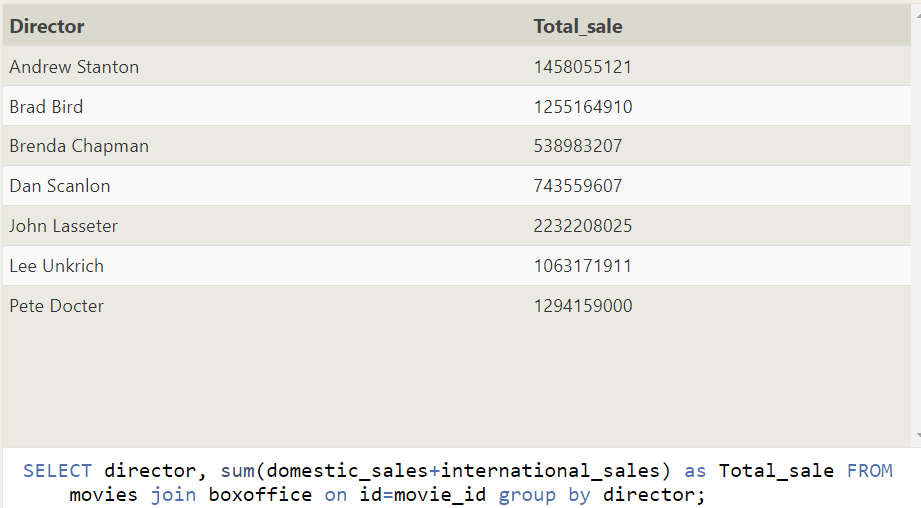 Director Total_sale
Andrew Stanton 1458055121
Brad Bird 1255164910
Brenda Chapman 538983207
Dan Scanlon 743559607
John Lasseter 2232208025
Lee Unkrich 1063171911
Pete Docter 1294159000
SELECT director, sum(domestic_sales+international_sales) as Total_sale FROM
movies join boxoffice on id=movie_id group by director;